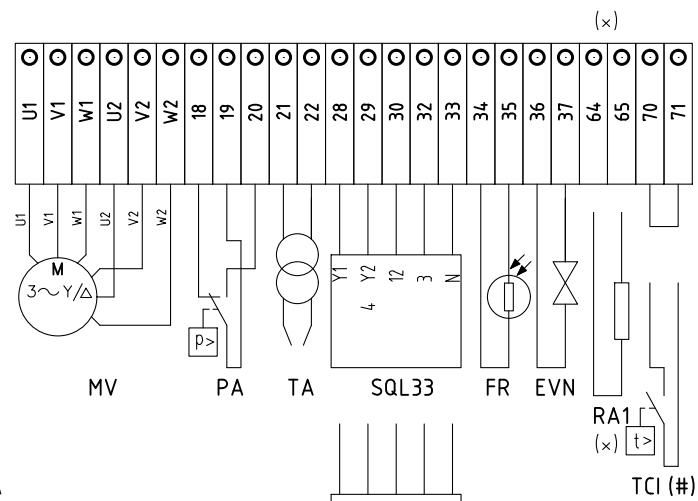 (x)
U1 V1 W1 U2 V2 W2 18 19 20 21 22 28 29 30 32 33 34 35 36 37 64 65 70 71
U1 V1 W1 U2 V2 W2
M
3~ Y/△
Y1 Y2 12 3 N
4
p>
MV PA TA SQL33 FR EVN
RA1
(x) t>
TCI (#)